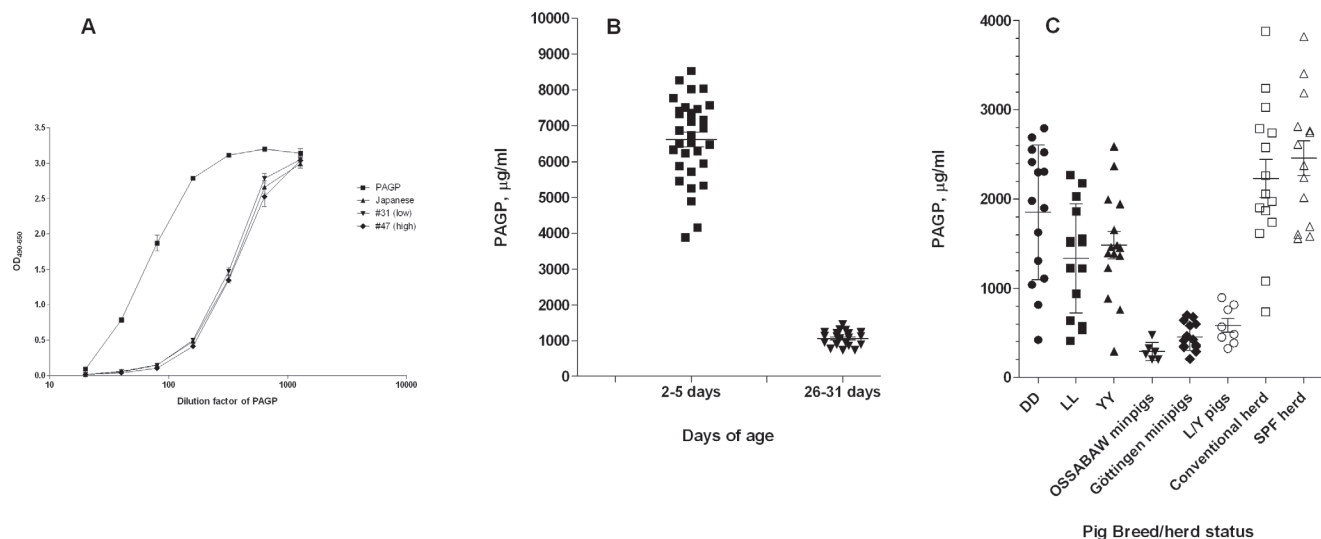 A
3.5
3.0
2.5
2.0
1.5
1.0
0.5
0.0
OD490-650
10
100
1000
10000
Dilution factor of PAGP
PAGP
Japanese
#31 (low)
#47 (high)
B
10000
9000
8000
7000
6000
5000
4000
3000
2000
1000
0
PAGP, µg/ml
2-5 days
26-31 days
Days of age
C
4000
3000
2000
1000
0
PAGP, µg/ml
DD
LL
YY
OSSABAW minpigs
Göttingen minipigs
L/Y pigs
Conventional herd
SPF herd
Pig Breed/herd status